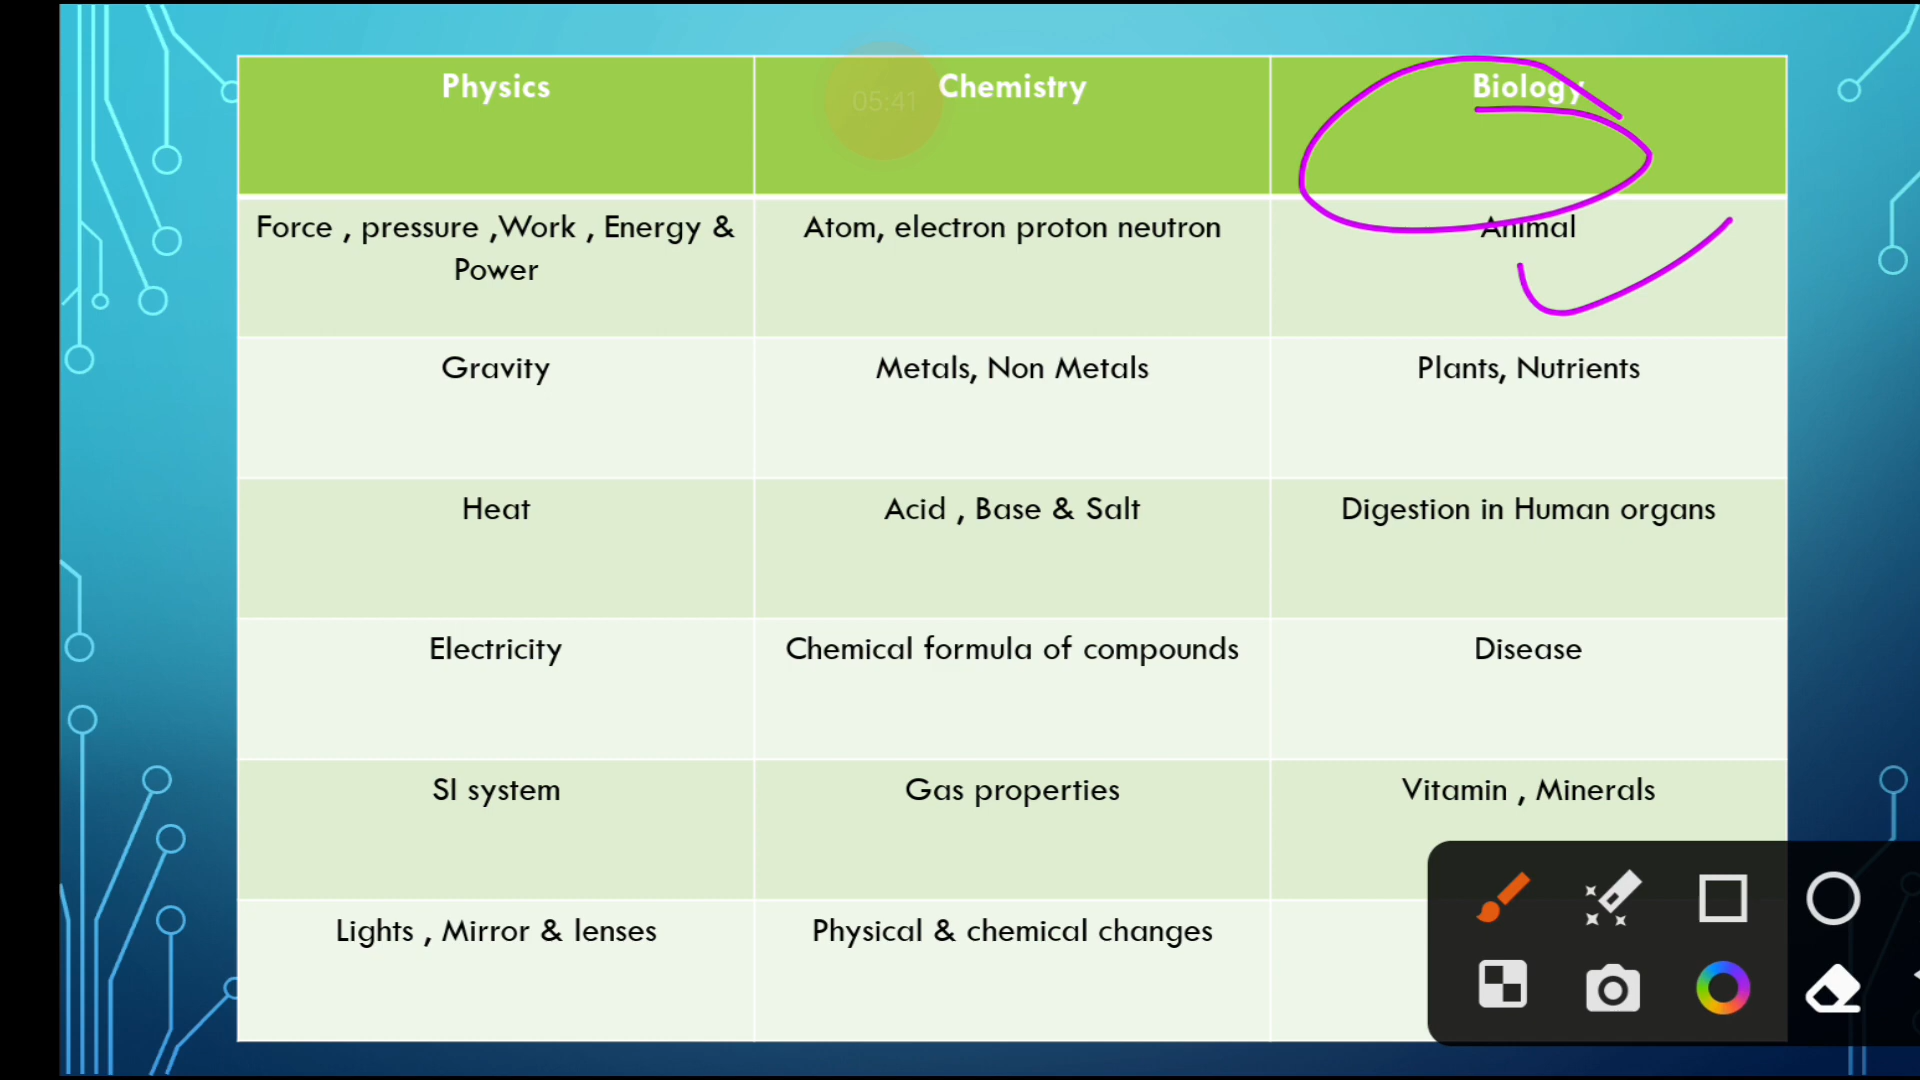 Physics
Chemistry
Biology
05:41
Force , pressure ,Work , Energy &
Power
Atom, electron proton neutron
Animal
Gravity
Metals, Non Metals
Plants, Nutrients
Heat
Acid , Base & Salt
Digestion in Human organs
Electricity
Chemical formula of compounds
Disease
SI system
Gas properties
Vitamin , Minerals
Lights , Mirror & lenses
Physical & chemical changes